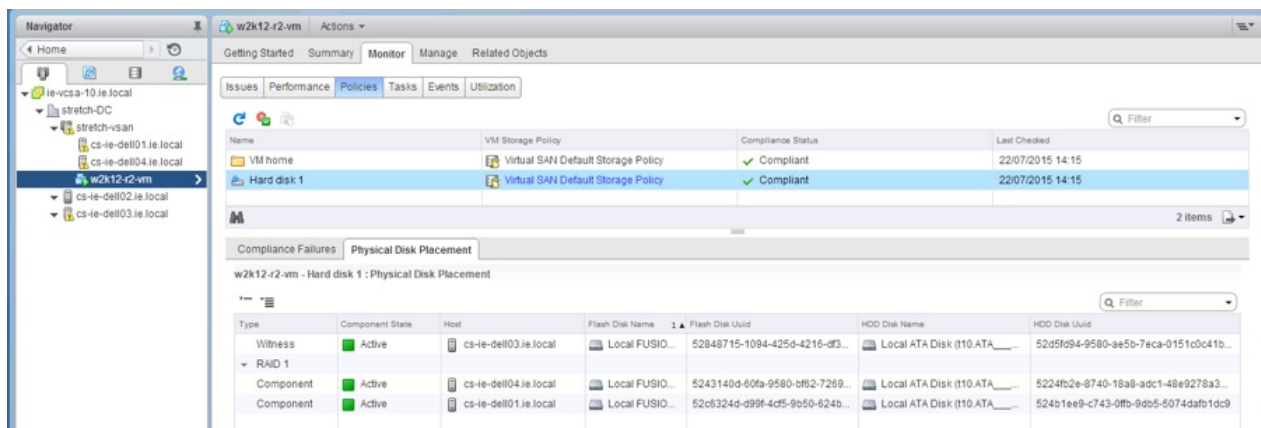 Navigator
Home
ie-vcsa-10.ie.local
stretch-DC
stretch-vsan
cs-ie-dell01.ie.local
cs-ie-dell04.ie.local
w2k12-r2-vm
cs-ie-dell02.ie.local
cs-ie-dell03.ie.local
w2k12-r2-vm Actions
Getting Started Summary Monitor Manage Related Objects
Issues Performance Policies Tasks Events Utilization
Filter
Name VM Storage Policy Compliance Status Last Checked
VM home Virtual SAN Default Storage Policy Compliant 22/07/2015 14:15
Hard disk 1 Virtual SAN Default Storage Policy Compliant 22/07/2015 14:15
2 items
Compliance Failures Physical Disk Placement
w2k12-r2-vm - Hard disk 1 : Physical Disk Placement
Filter
Type Component State Host Flash Disk Name 1 Flash Disk Uuid HDD Disk Name HDD Disk Uuid
Witness Active cs-ie-dell03.ie.local Local FUSIO... 52848715-1094-425d-4216-df3... Local ATA Disk (t10.ATA___... 52d5fd94-9580-ae5b-7eca-0151c0c41b...
RAID 1
Component Active cs-ie-dell04.ie.local Local FUSIO... 5243140d-60fa-9580-bf62-7269... Local ATA Disk (t10.ATA___... 5224fb2e-8740-18a8-adc1-48e9278a3...
Component Active cs-ie-dell01.ie.local Local FUSIO... 52c6324d-d99f-4cf5-9b50-624b... Local ATA Disk (t10.ATA___... 524b1ee9-c743-0ffb-9db5-5074dafb1dc9